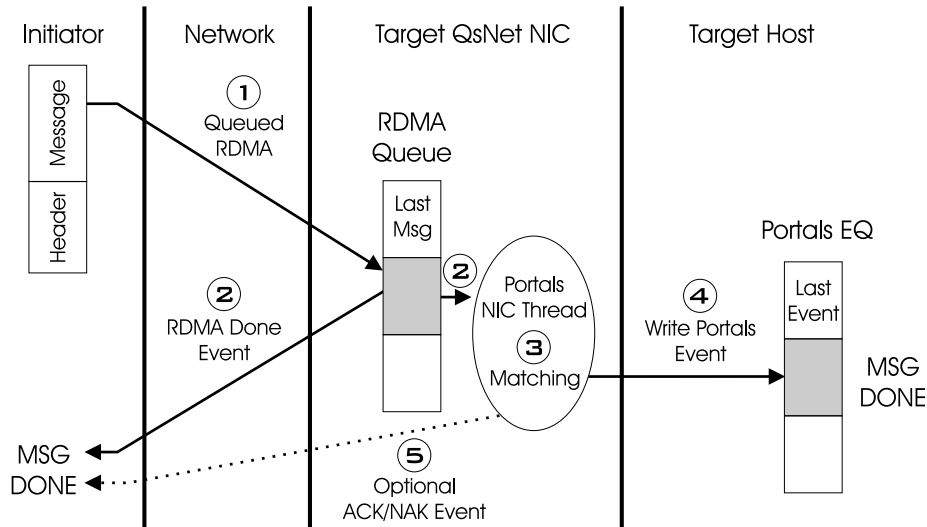 Initiator
Network
Target QsNet NIC
Target Host
Message
Header
1
Queued
RDMA
RDMA
Queue
Last
Msg
2
RDMA Done
Event
2
Portals
NIC Thread
3
Matching
4
Write Portals
Event
Portals EQ
Last
Event
MSG
DONE
MSG
DONE
5
Optional
ACK/NAK Event